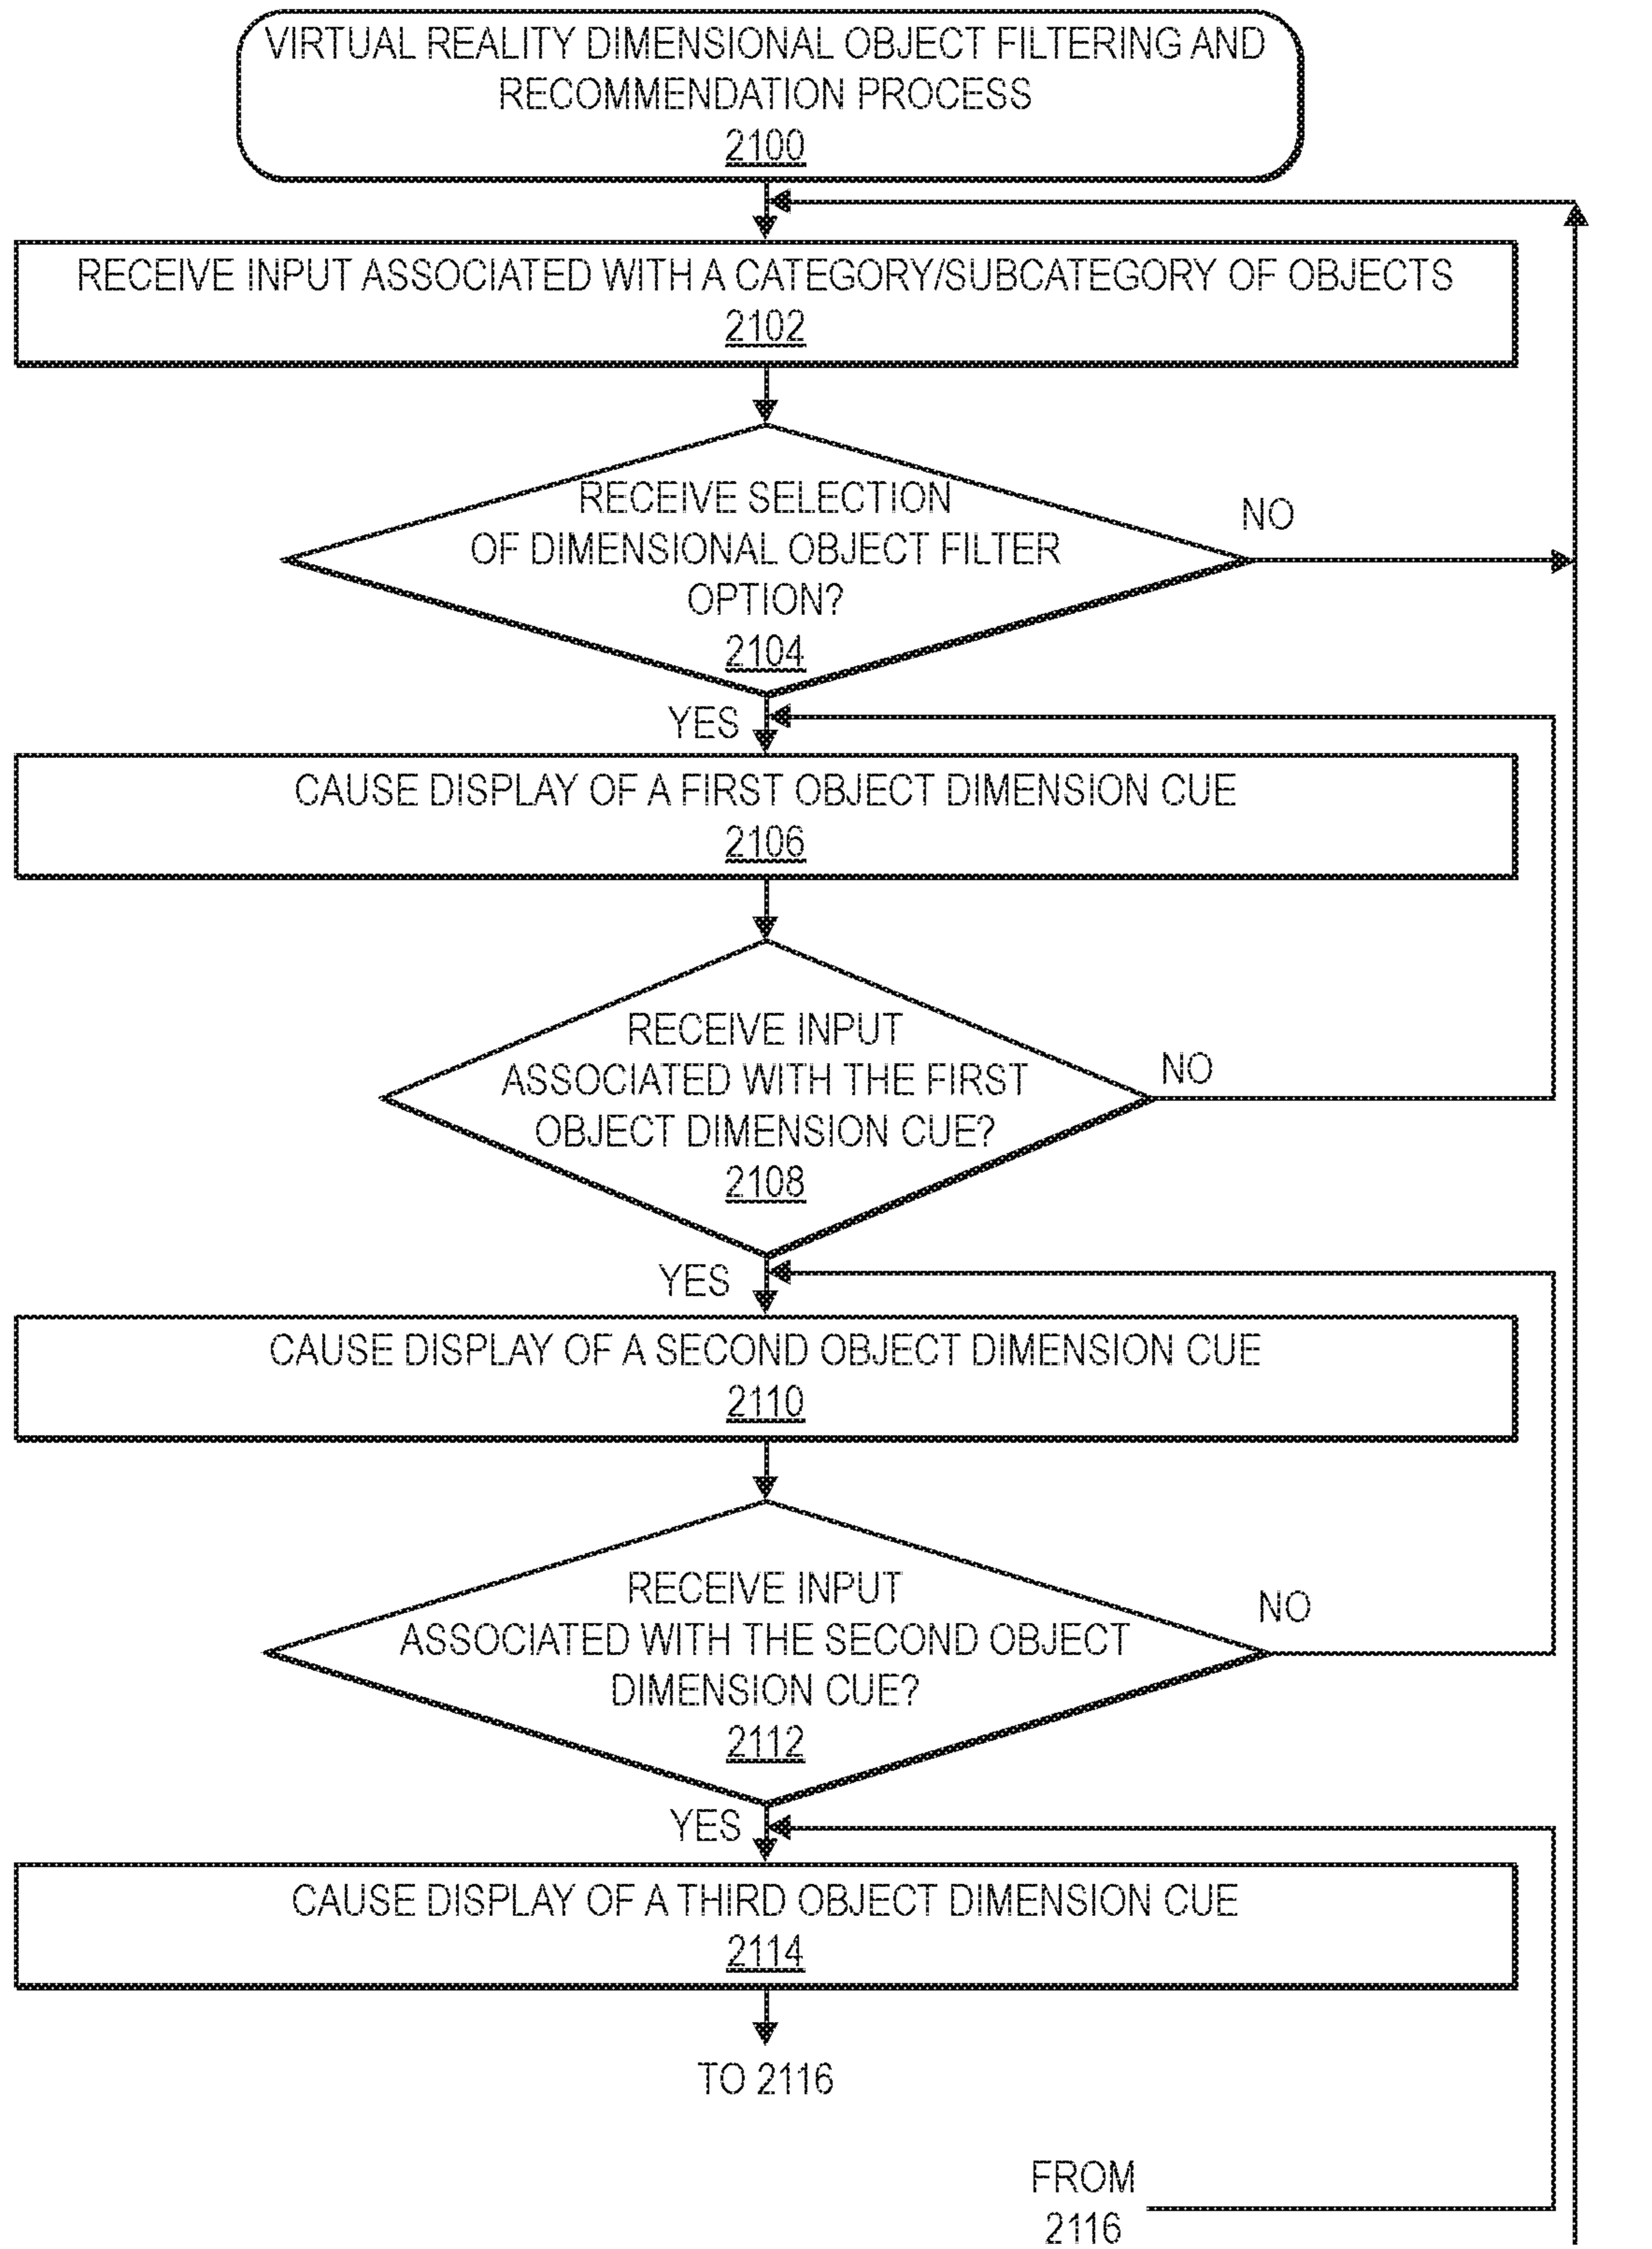 VIRTUAL REALITY DIMENSIONAL OBJECT FILTERING AND
RECOMMENDATION PROCESS
2100
RECEIVE INPUT ASSOCIATED WITH A CATEGORY/SUBCATEGORY OF OBJECTS
2102
RECEIVE SELECTION
OF DIMENSIONAL OBJECT FILTER
OPTION?
2104
NO
YES
CAUSE DISPLAY OF A FIRST OBJECT DIMENSION CUE
2106
RECEIVE INPUT
ASSOCIATED WITH THE FIRST
OBJECT DIMENSION CUE?
2108
NO
YES
CAUSE DISPLAY OF A SECOND OBJECT DIMENSION CUE
2110
RECEIVE INPUT
ASSOCIATED WITH THE SECOND OBJECT
DIMENSION CUE?
2112
NO
YES
CAUSE DISPLAY OF A THIRD OBJECT DIMENSION CUE
2114
TO 2116
FROM
2116